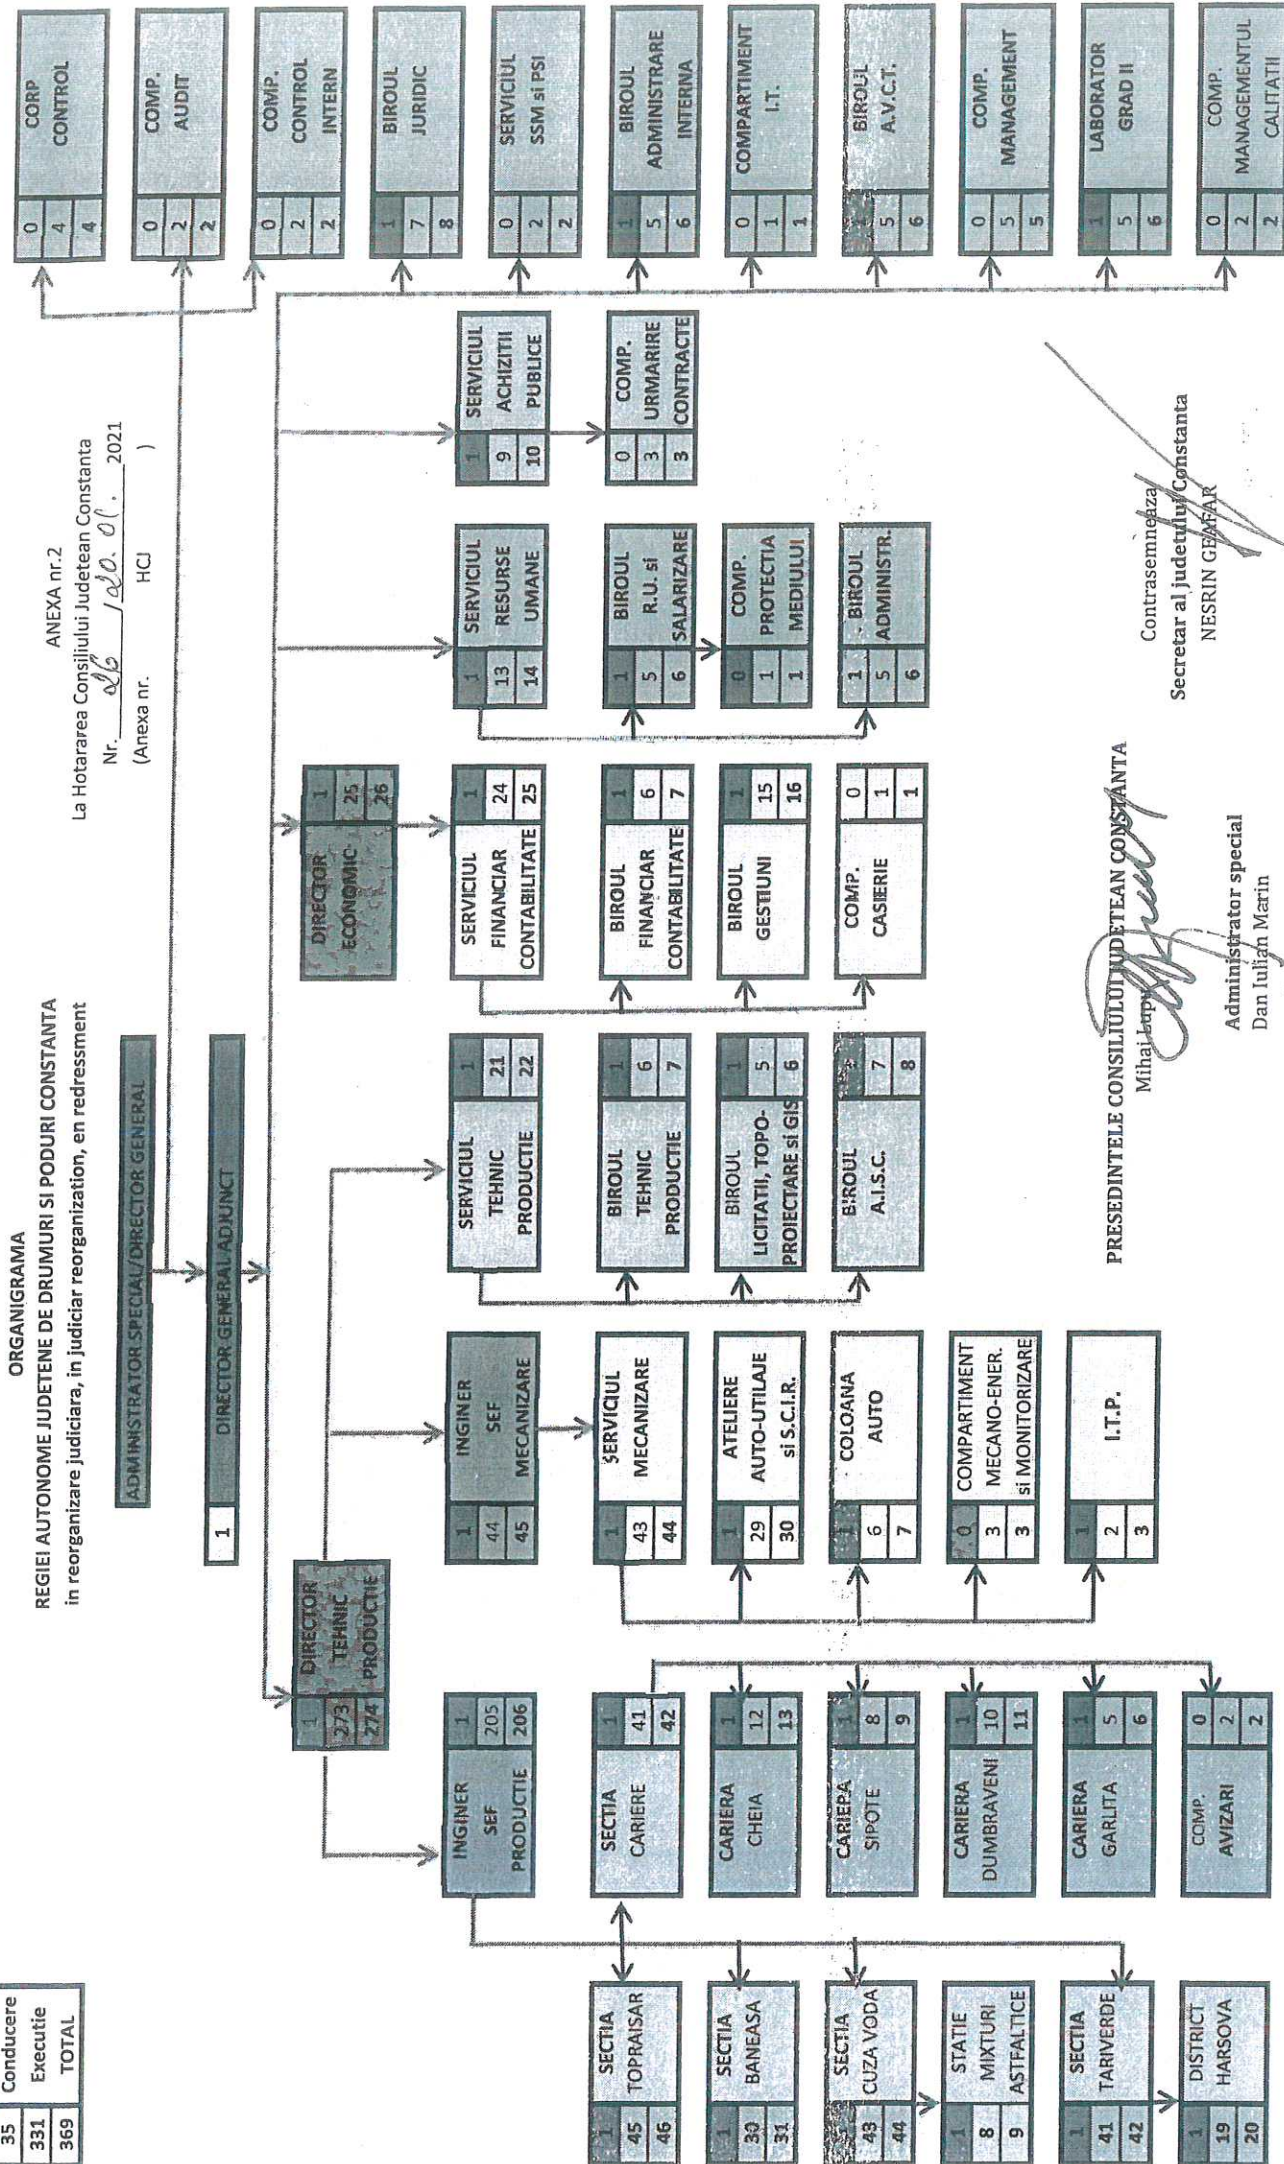 35 Conducere
331 Executie
369 TOTAL
ORGANIGRAMA
REGIEI AUTONOME JUDETENE DE DRUMURI SI PODURI CONSTANTA
in reorganizare judiciara, in judiciar reorganization, en redressment
ANEXA nr.2
La Hotararea Consiliului Judetean Constanta
Nr. 26 / 20. 01. 2021
(Anexa nr. HCJ )
ADMINISTRATOR SPECIAL/DIRECTOR GENERAL
1 DIRECTOR GENERAL ADJUNCT
1 DIRECTOR
273 TEHNIC
274 PRODUCTIE
DIRECTOR 1
ECONOMIC 25
26
INGINER 1
SEF 205
PRODUCTIE 206
1 INGINER
44 SEF
45 MECANIZARE
SERVICIUL 1
TEHNIC 21
PRODUCTIE 22
SERVICIUL 1
FINANCIAR 24
CONTABILITATE 25
1 SERVICIUL
13 RESURSE
14 UMANE
1 SERVICIUL
9 ACHIZITII
10 PUBLICE
1 SECTIA
45 TOPRAISAR
46
1 SECTIA
30 BANEASA
31
SECTIA
43 CUZA VODA
44
1 STATIE
8 MIXTURI
9 ASTFALTICE
1 SECTIA
41 TARIVERDE
42
1 DISTRICT
19 HARSOVA
20
SECTIA 1
CARIERE 41
42
CARIERA 1
CHEIA 12
13
CARIERA 1
SIPOTE 8
9
CARIERA 1
DUMBRAVENI 10
11
CARIERA 1
GARLITA 5
6
COMP. 0
AVIZARI 2
2
1 SERVICIUL
43 MECANIZARE
44
1 ATELIERE
29 AUTO-UTILAJE
30 si S.C.I.R.
1 COLOANA
6 AUTO
7
0 COMPARTIMENT
3 MECANO-ENER.
3 si MONITORIZARE
1 I.T.P.
2
3
BIROUL 1
TEHNIC 6
PRODUCTIE 7
BIROUL 1
LICITATII, TOPO- 5
PROIECTARE si GIS 6
BIROUL 1
A.I.S.C. 7
8
BIROUL 1
FINANCIAR 6
CONTABILITATE 7
BIROUL 1
GESTIUNI 15
16
COMP. 0
CASIERIE 1
1
1 BIROUL
5 R.U. si
6 SALARIZARE
0 COMP.
1 PROTECTIA
1 MEDIULUI
1 BIROUL
5 ADMINISTR.
6
0 COMP.
3 URMARIRE
3 CONTRACTE
0 CORP
4 CONTROL
4
0 COMP.
2 AUDIT
2
0 COMP.
2 CONTROL
2 INTERN
1 BIROUL
7 JURIDIC
8
0 SERVICIUL
2 SSM si PSI
2
1 BIROUL
5 ADMINISTRARE
6 INTERNA
0 COMPARTIMENT
1 I.T.
1
1 BIROUL
5 A.V.C.T.
6
0 COMP.
5 MANAGEMENT
5
1 LABORATOR
5 GRAD II
6
0 COMP.
2 MANAGEMENTUL
2 CALITATII
PRESEDINTELE CONSILIULUI JUDETEAN CONSTANTA
Mihai Lupu
Administrator special
Dan Iulian Marin
Contrasemneaza
Secretar al judetului Constanta
NESRIN GEAFAR